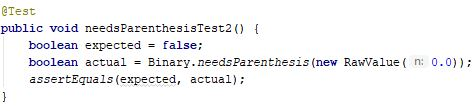 @Test
public void needsParenthesisTest2() {
    boolean expected = false;
    boolean actual = Binary.needsParenthesis(new RawValue( n: 0.0));
    assertEquals(expected, actual);
}